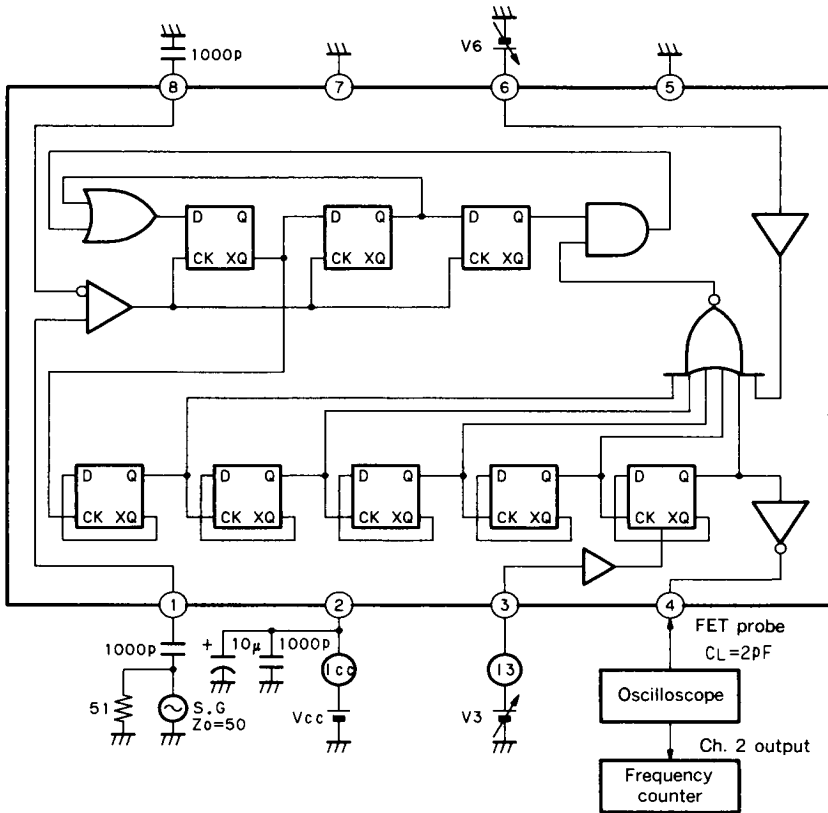 1000p
V6
8
7
6
5
D Q
CK XQ
D Q
CK XQ
D Q
CK XQ
D Q
CK XQ
D Q
CK XQ
D Q
CK XQ
D Q
CK XQ
D Q
CK XQ
1
2
3
4
1000p
+
10μ
1000p
Icc
I3
FET probe
CL=2pF
51
S.G
Zo=50
Vcc
V3
Oscilloscope
Ch. 2 output
Frequency
counter